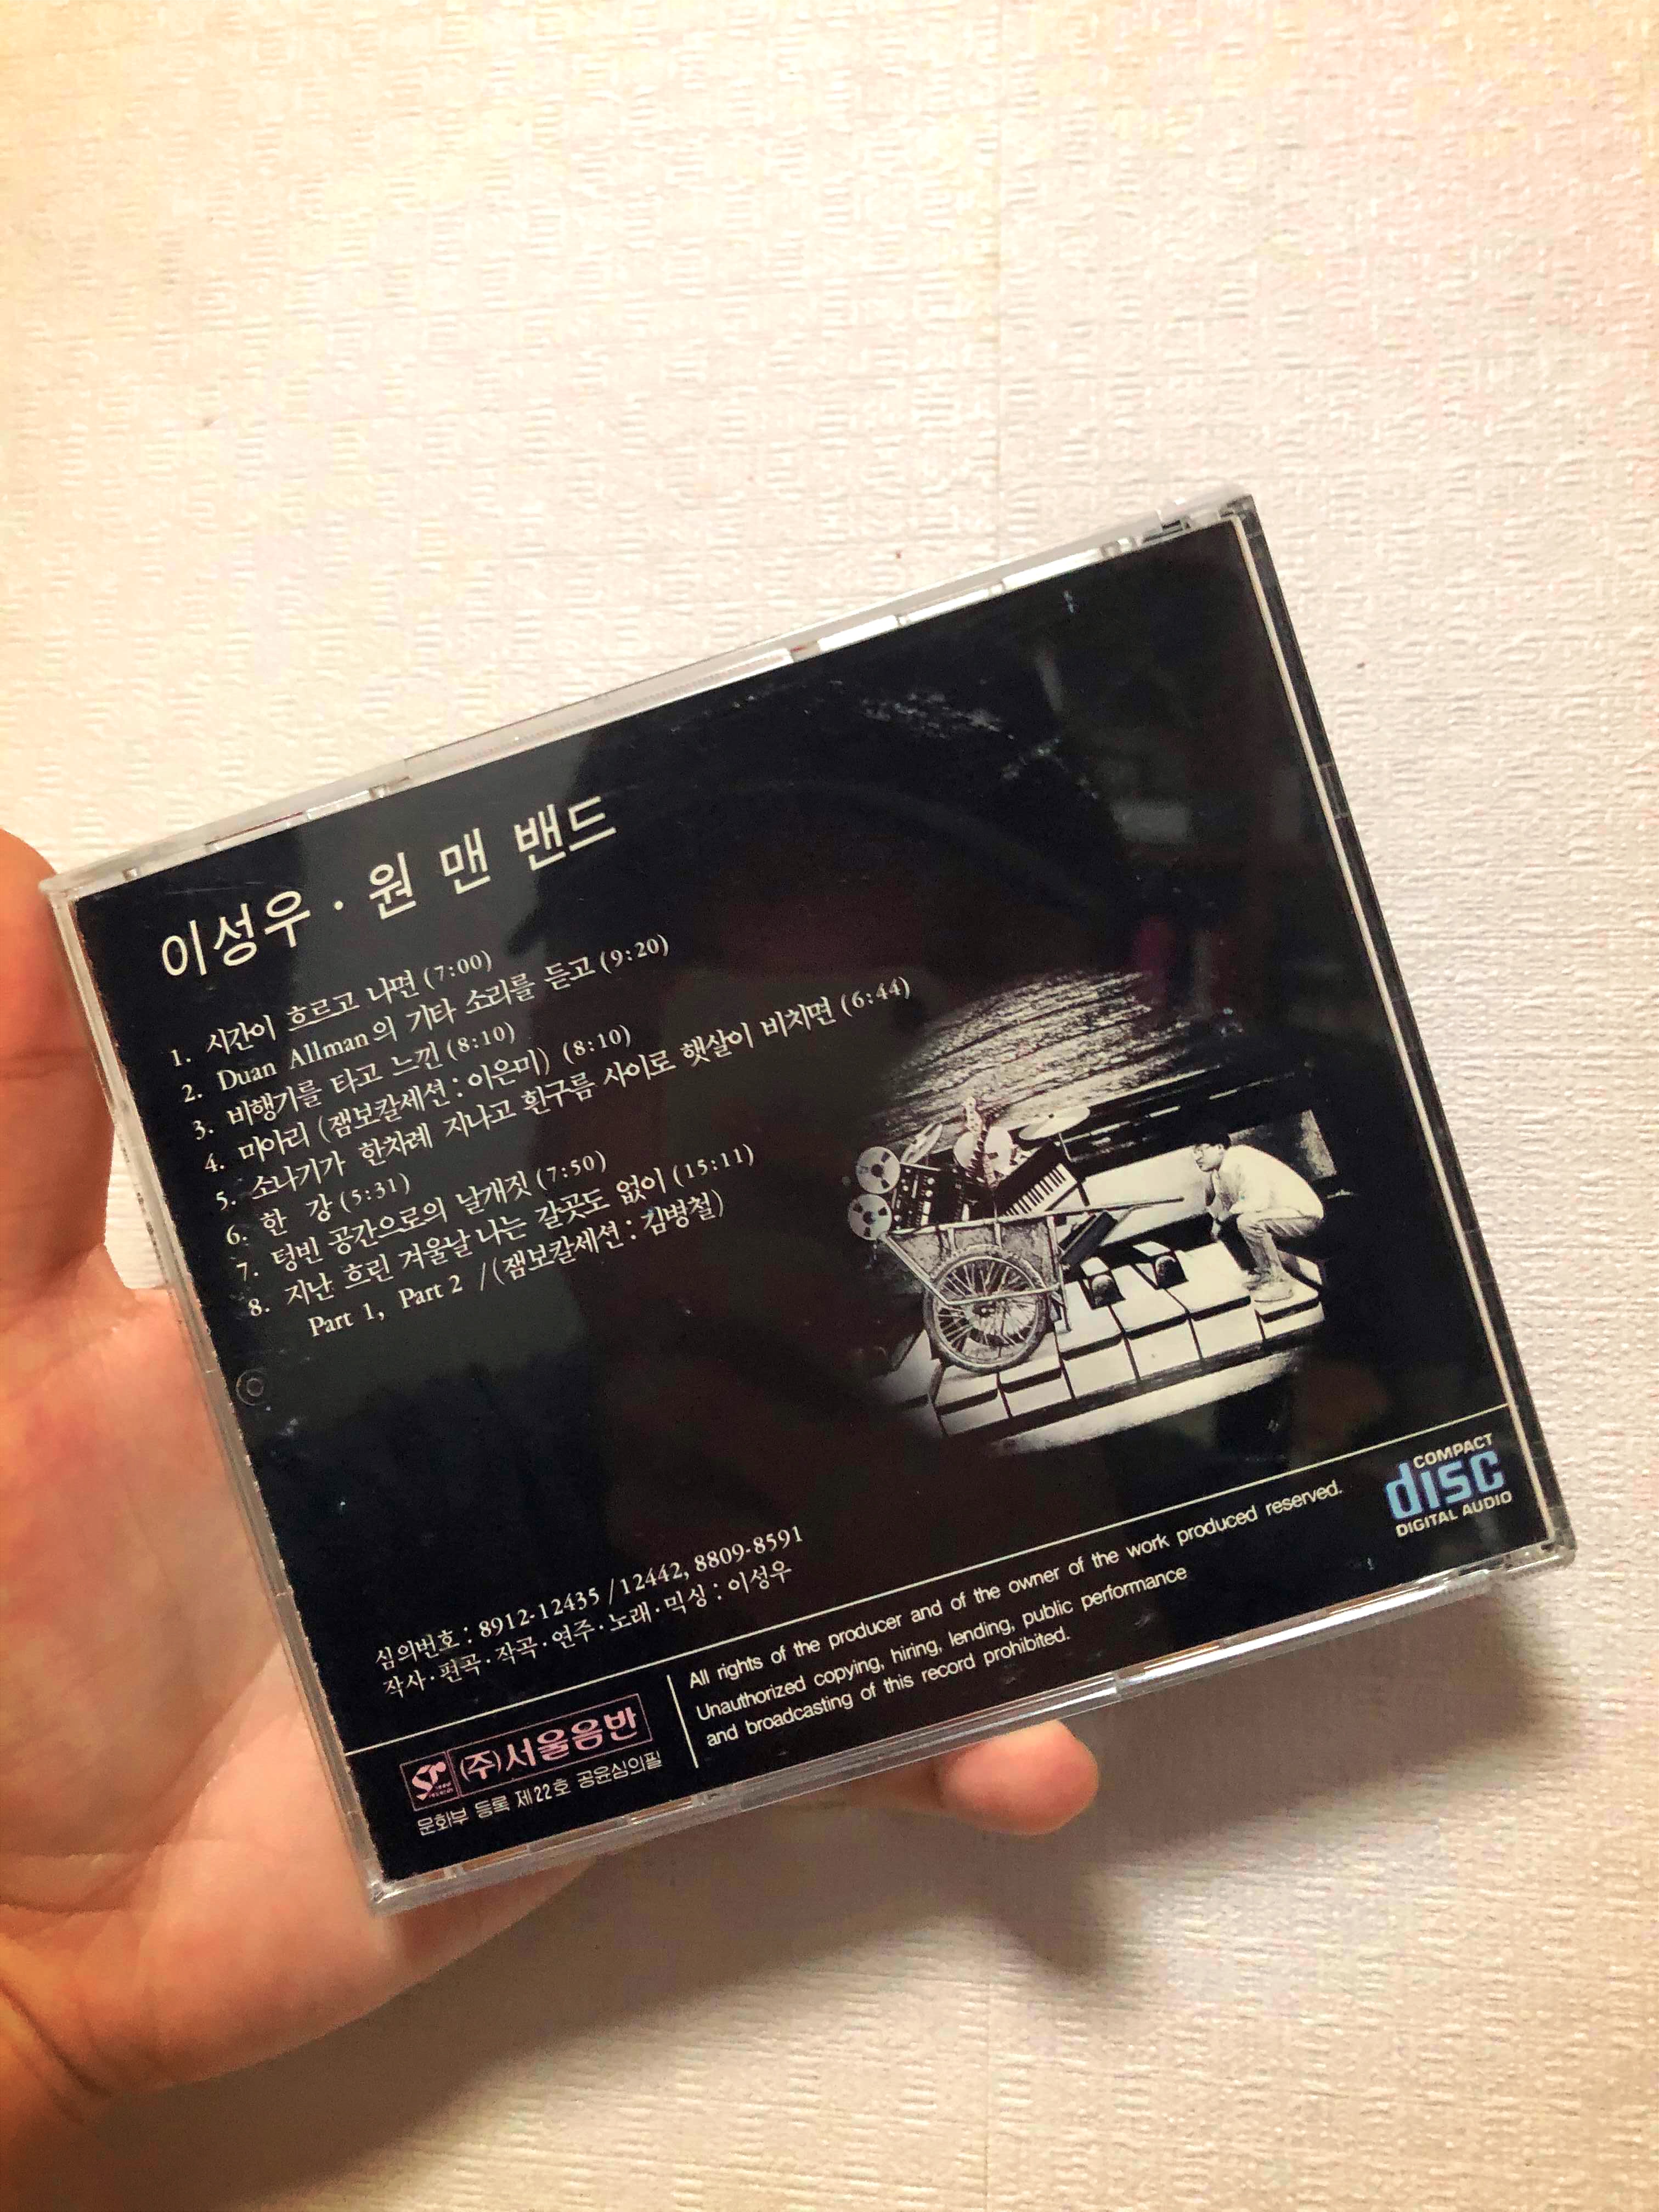 이성우 · 원 맨 밴드
1. 시간이 흐르고 나면 (7:00)
2. Duan Allman의 기타 소리를 듣고 (9:20)
3. 비행기를 타고 느낀 (8:10)
4. 미아리 (잼보칼세션 : 이은미) (8:10)
5. 소나기가 한차례 지나고 흰구름 사이로 햇살이 비치면 (6:44)
6. 한 강 (5:31)
7. 텅빈 공간으로의 날개짓 (7:50)
8. 지난 흐린 겨울날 나는 갈곳도 없이 (15:11)
Part 1, Part 2 / (잼보칼세션 : 김병철)
심의번호 : 8912-12435 / 12442, 8809-8591
작사·편곡·작곡·연주·노래·믹싱 : 이성우
(주)서울음반
문화부 등록 제22호 공윤심의필
All rights of the producer and of the owner of the work produced reserved.
Unauthorized copying, hiring, lending, public performance
and broadcasting of this record prohibited.
COMPACT
disc
DIGITAL AUDIO